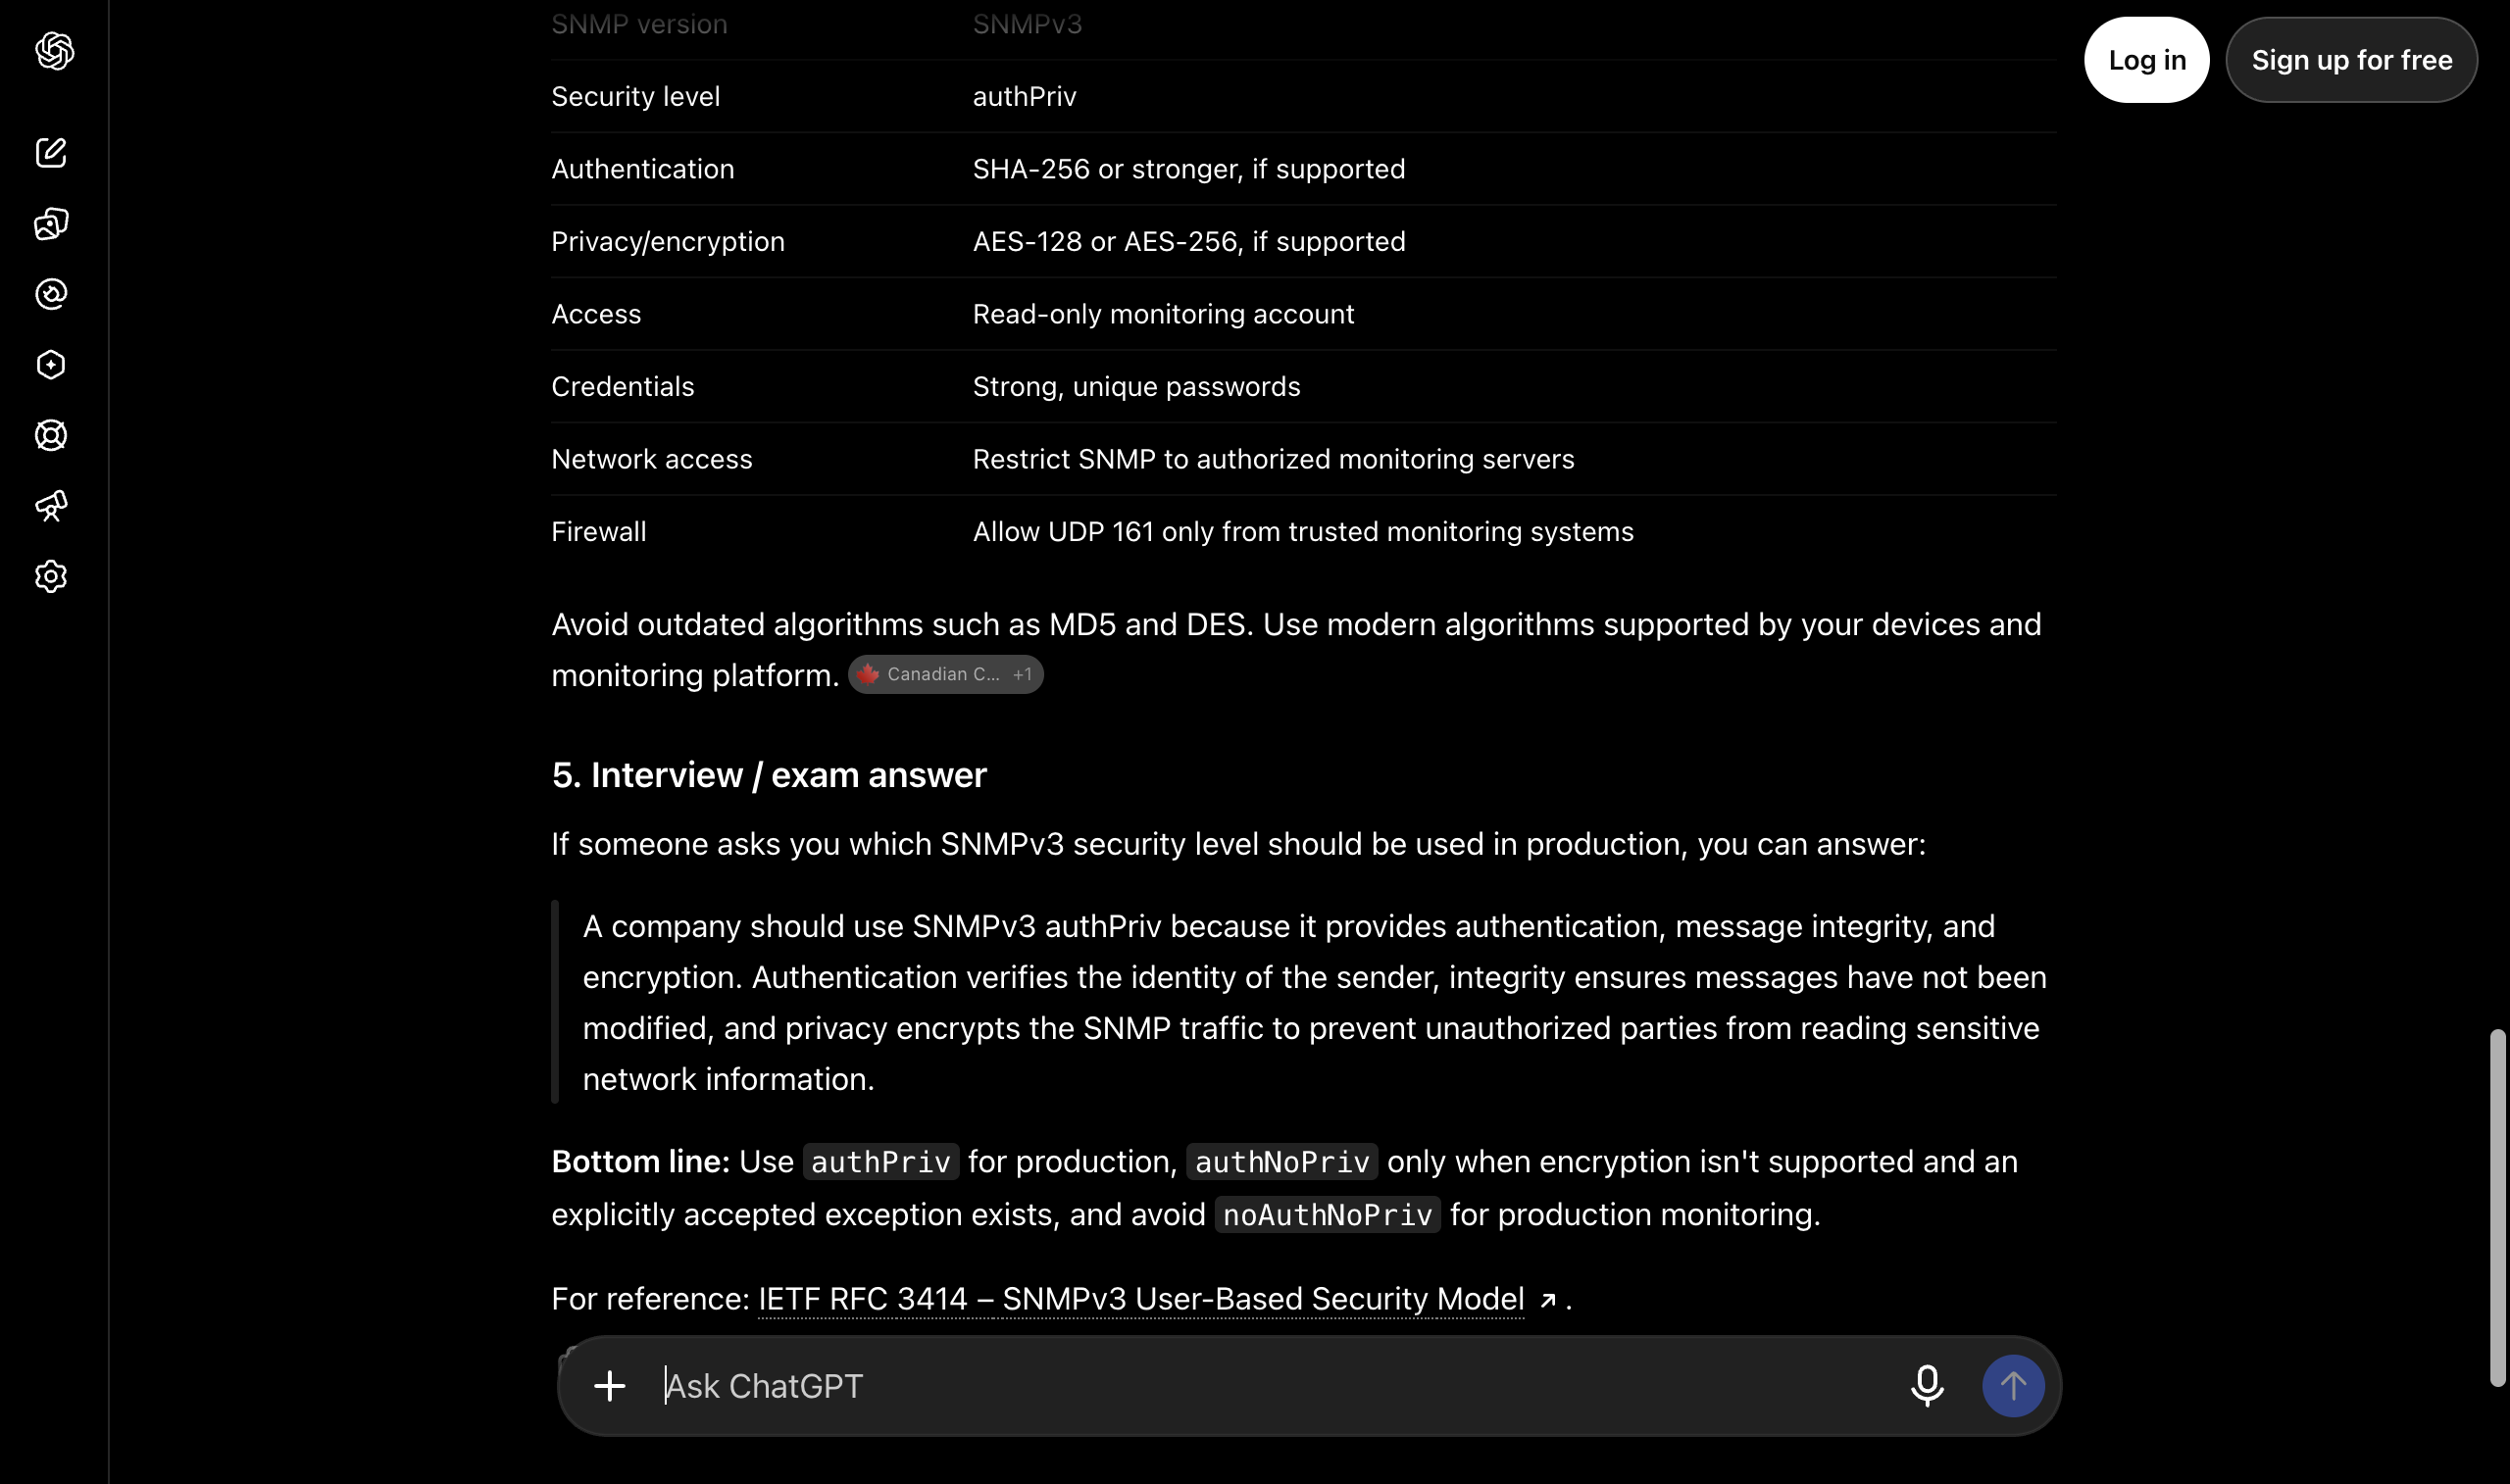 SNMP version SNMPv3
Log in
Sign up for free
Security level authPriv
Authentication SHA-256 or stronger, if supported
Privacy/encryption AES-128 or AES-256, if supported
Access Read-only monitoring account
Credentials Strong, unique passwords
Network access Restrict SNMP to authorized monitoring servers
Firewall Allow UDP 161 only from trusted monitoring systems
Avoid outdated algorithms such as MD5 and DES. Use modern algorithms supported by your devices and
monitoring platform. Canadian C... +1
5. Interview / exam answer
If someone asks you which SNMPv3 security level should be used in production, you can answer:
A company should use SNMPv3 authPriv because it provides authentication, message integrity, and
encryption. Authentication verifies the identity of the sender, integrity ensures messages have not been
modified, and privacy encrypts the SNMP traffic to prevent unauthorized parties from reading sensitive
network information.
Bottom line: Use authPriv for production, authNoPriv only when encryption isn't supported and an
explicitly accepted exception exists, and avoid noAuthNoPriv for production monitoring.
For reference: IETF RFC 3414 – SNMPv3 User-Based Security Model ↗ .
Ask ChatGPT